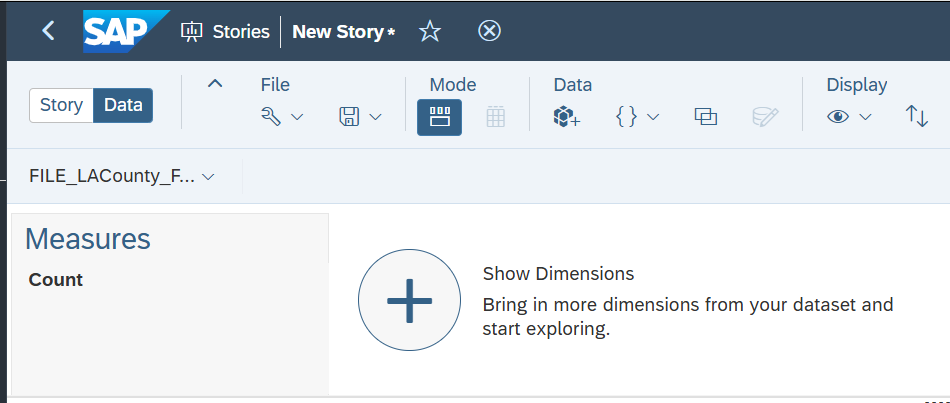 SAP Stories New Story*
File Mode Data Display
Story Data
FILE_LACounty_F...
Measures
Count
Show Dimensions
Bring in more dimensions from your dataset and
start exploring.